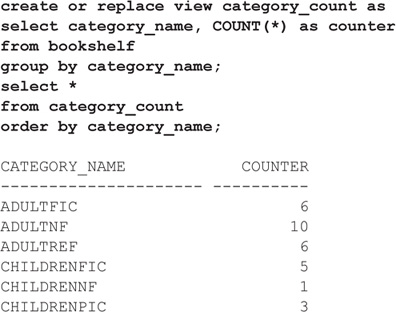 create or replace view category_count as
select category_name, COUNT(*) as counter
from bookshelf
group by category_name;
select *
from category_count
order by category_name;
CATEGORY_NAME COUNTER
-------------------- ----------
ADULTFIC 6
ADULTNF 10
ADULTREF 6
CHILDRENFIC 5
CHILDRENNF 1
CHILDRENPIC 3